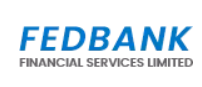 FEDBANK
FINANCIAL SERVICES LIMITED